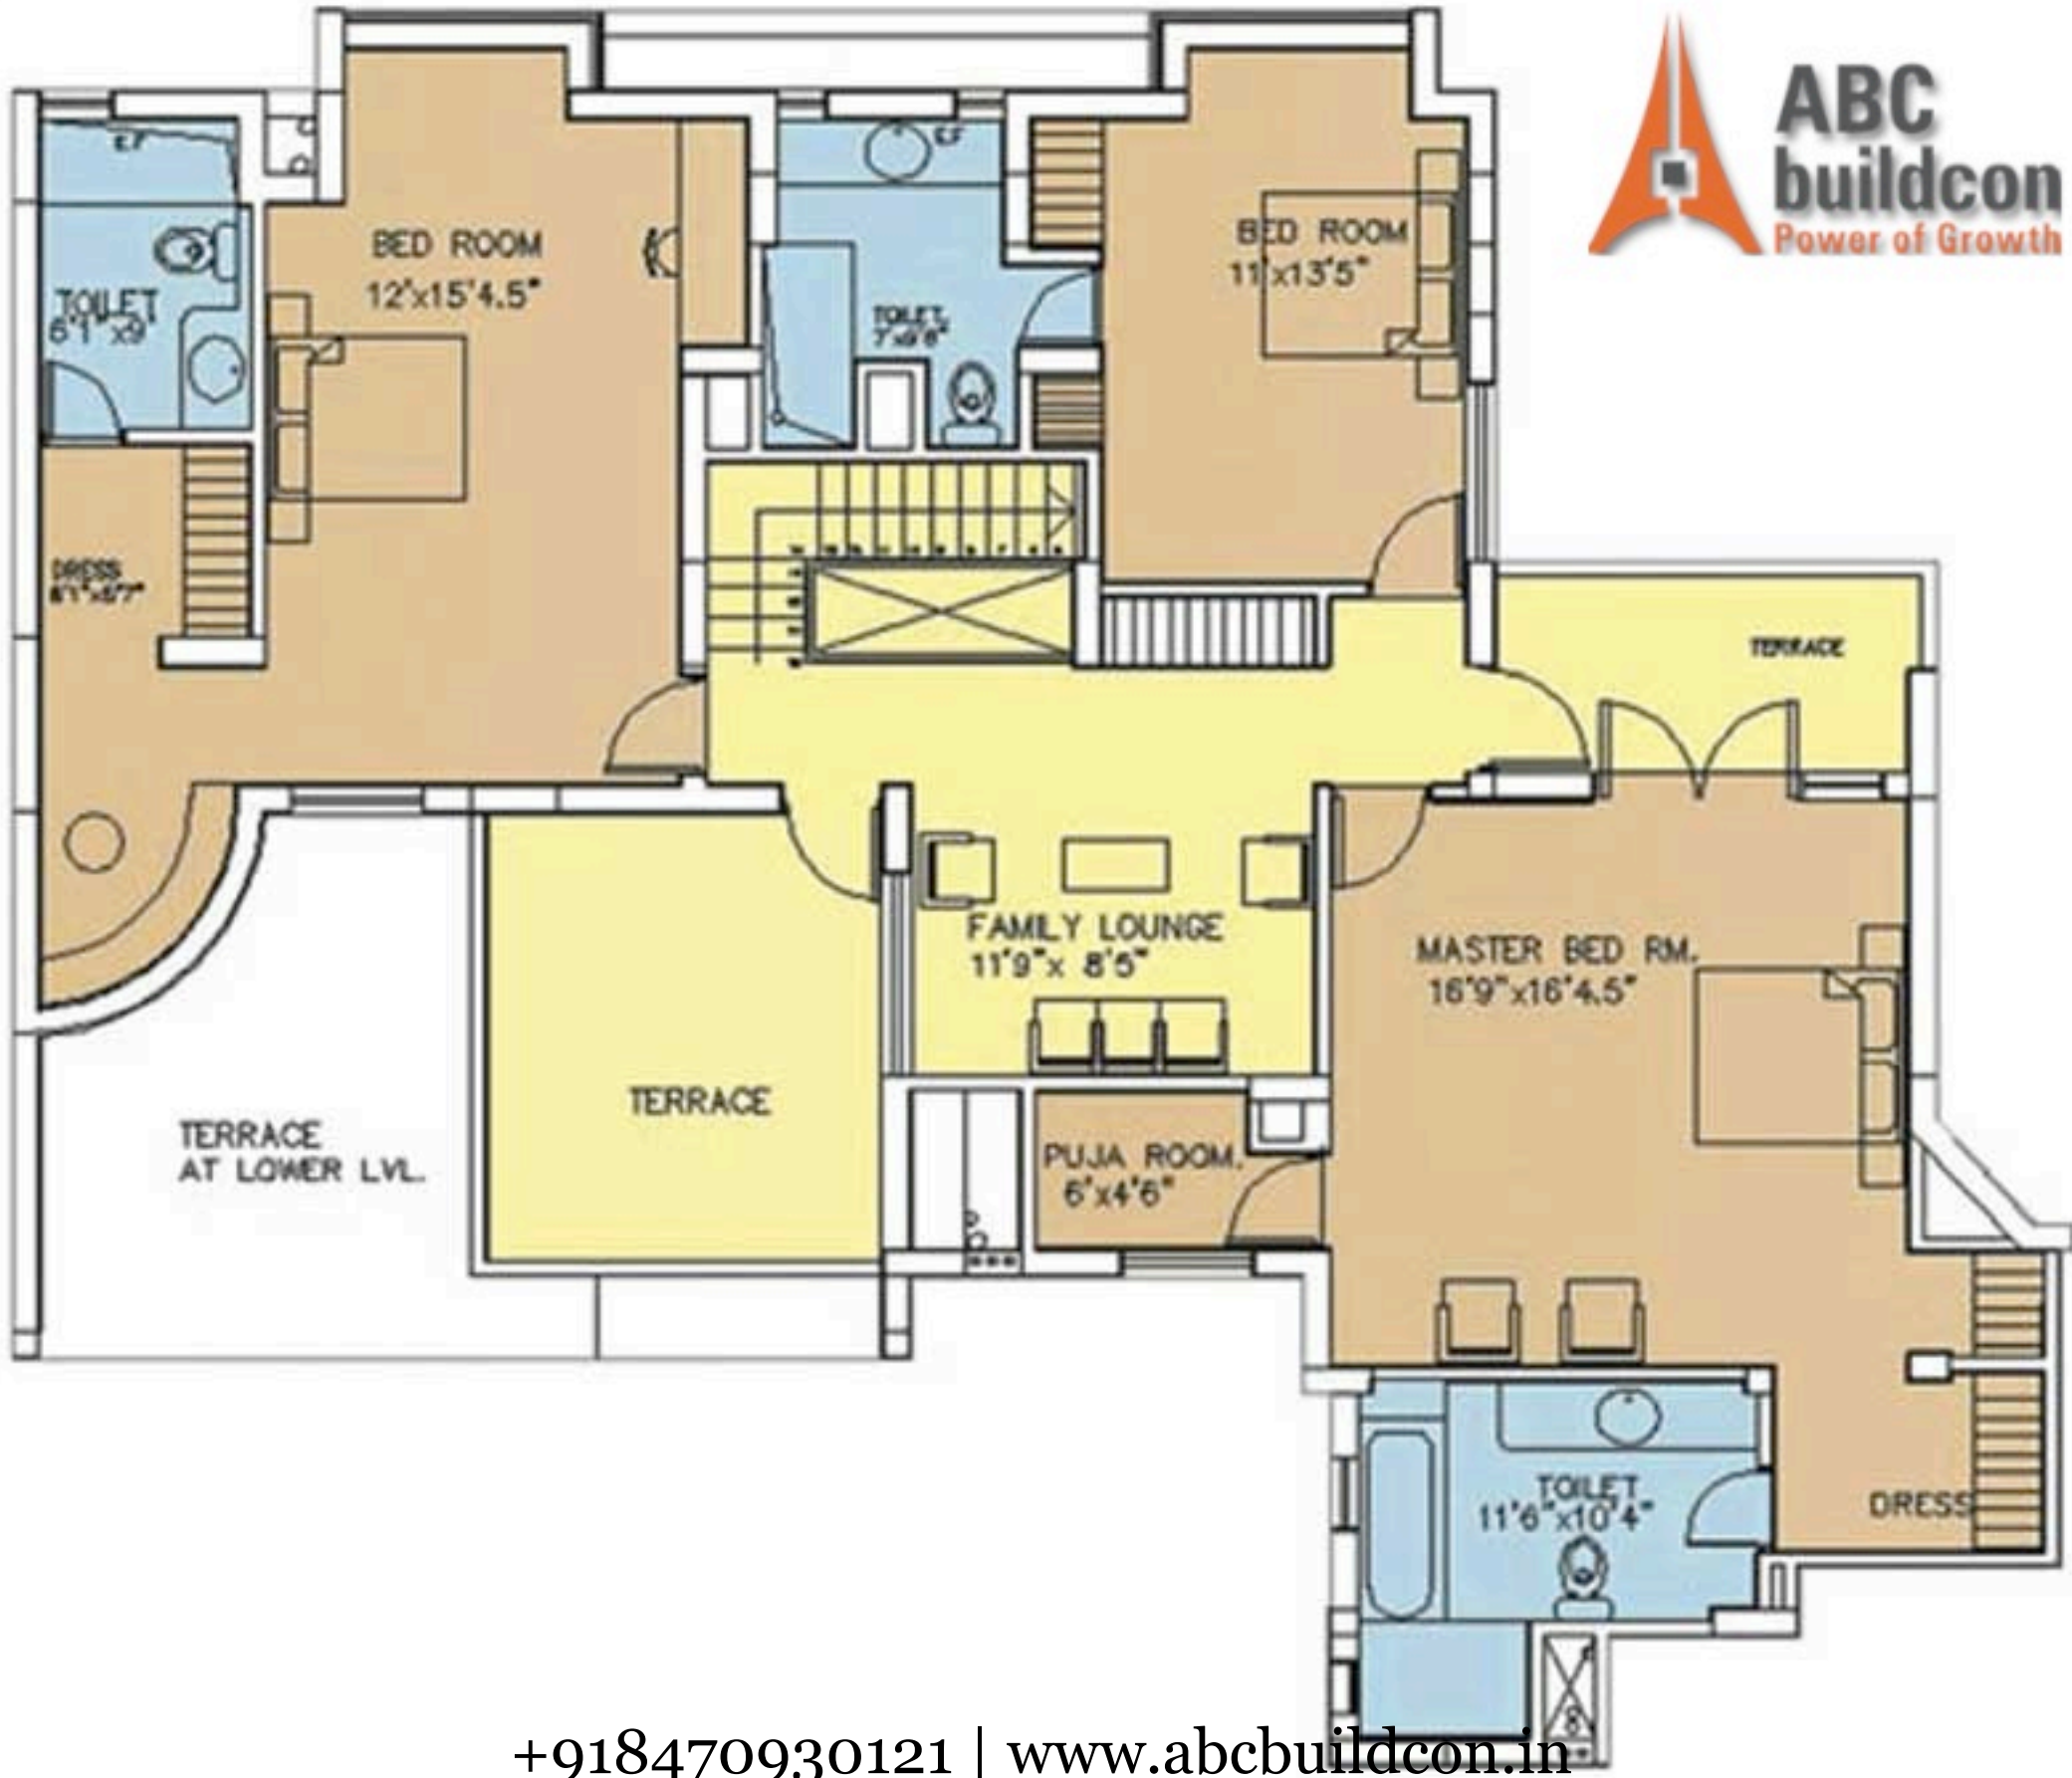 ABC
buildcon
Power of Growth
BED ROOM
12'x15'4.5"
BED ROOM
11'x13'5"
TOILET
6'1"x9'
TOILET
DRESS
TERRACE
FAMILY LOUNGE
11'9"x 8'5"
MASTER BED RM.
16'9"x16'4.5"
TERRACE
TERRACE
AT LOWER LVL.
PUJA ROOM.
6'x4'6"
TOILET
11'6"x10'4"
DRESS
+918470930121 | www.abcbuildcon.in